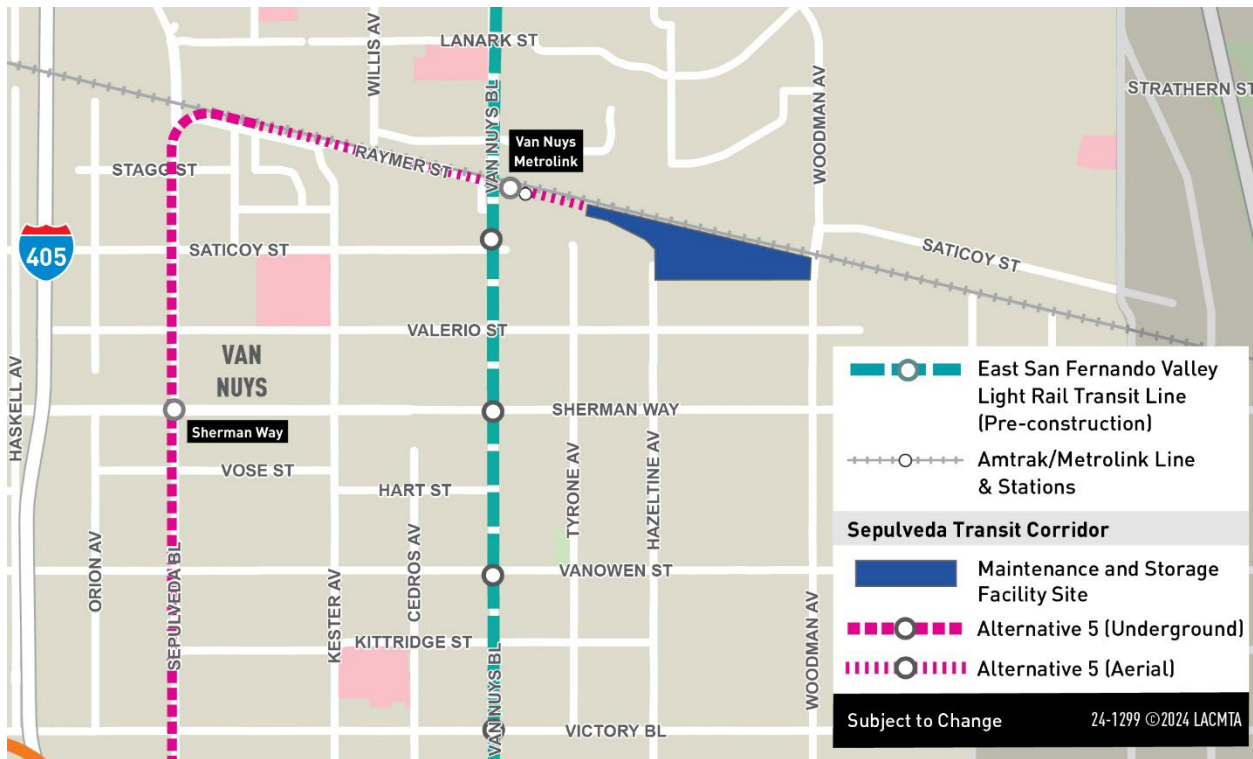 LANARK ST
WILLIS AV
VAN NUYS BL
WOODMAN AV
STRATHERN ST
Van Nuys
Metrolink
RAYMER ST
STAGG ST
405
SATICOY ST
SATICOY ST
VALERIO ST
VAN
NUYS
HASKELL AV
SHERMAN WAY
Sherman Way
VOSE ST
HART ST
TYRONE AV
HAZELTINE AV
ORION AV
SEPULVEDA BL
KESTER AV
CEDROS AV
VANOWEN ST
KITTRIDGE ST
WOODMAN AV
VAN NUYS BL
VICTORY BL
East San Fernando Valley
Light Rail Transit Line
(Pre-construction)
Amtrak/Metrolink Line
& Stations
Sepulveda Transit Corridor
Maintenance and Storage
Facility Site
Alternative 5 (Underground)
Alternative 5 (Aerial)
Subject to Change
24-1299 ©2024 LACMTA